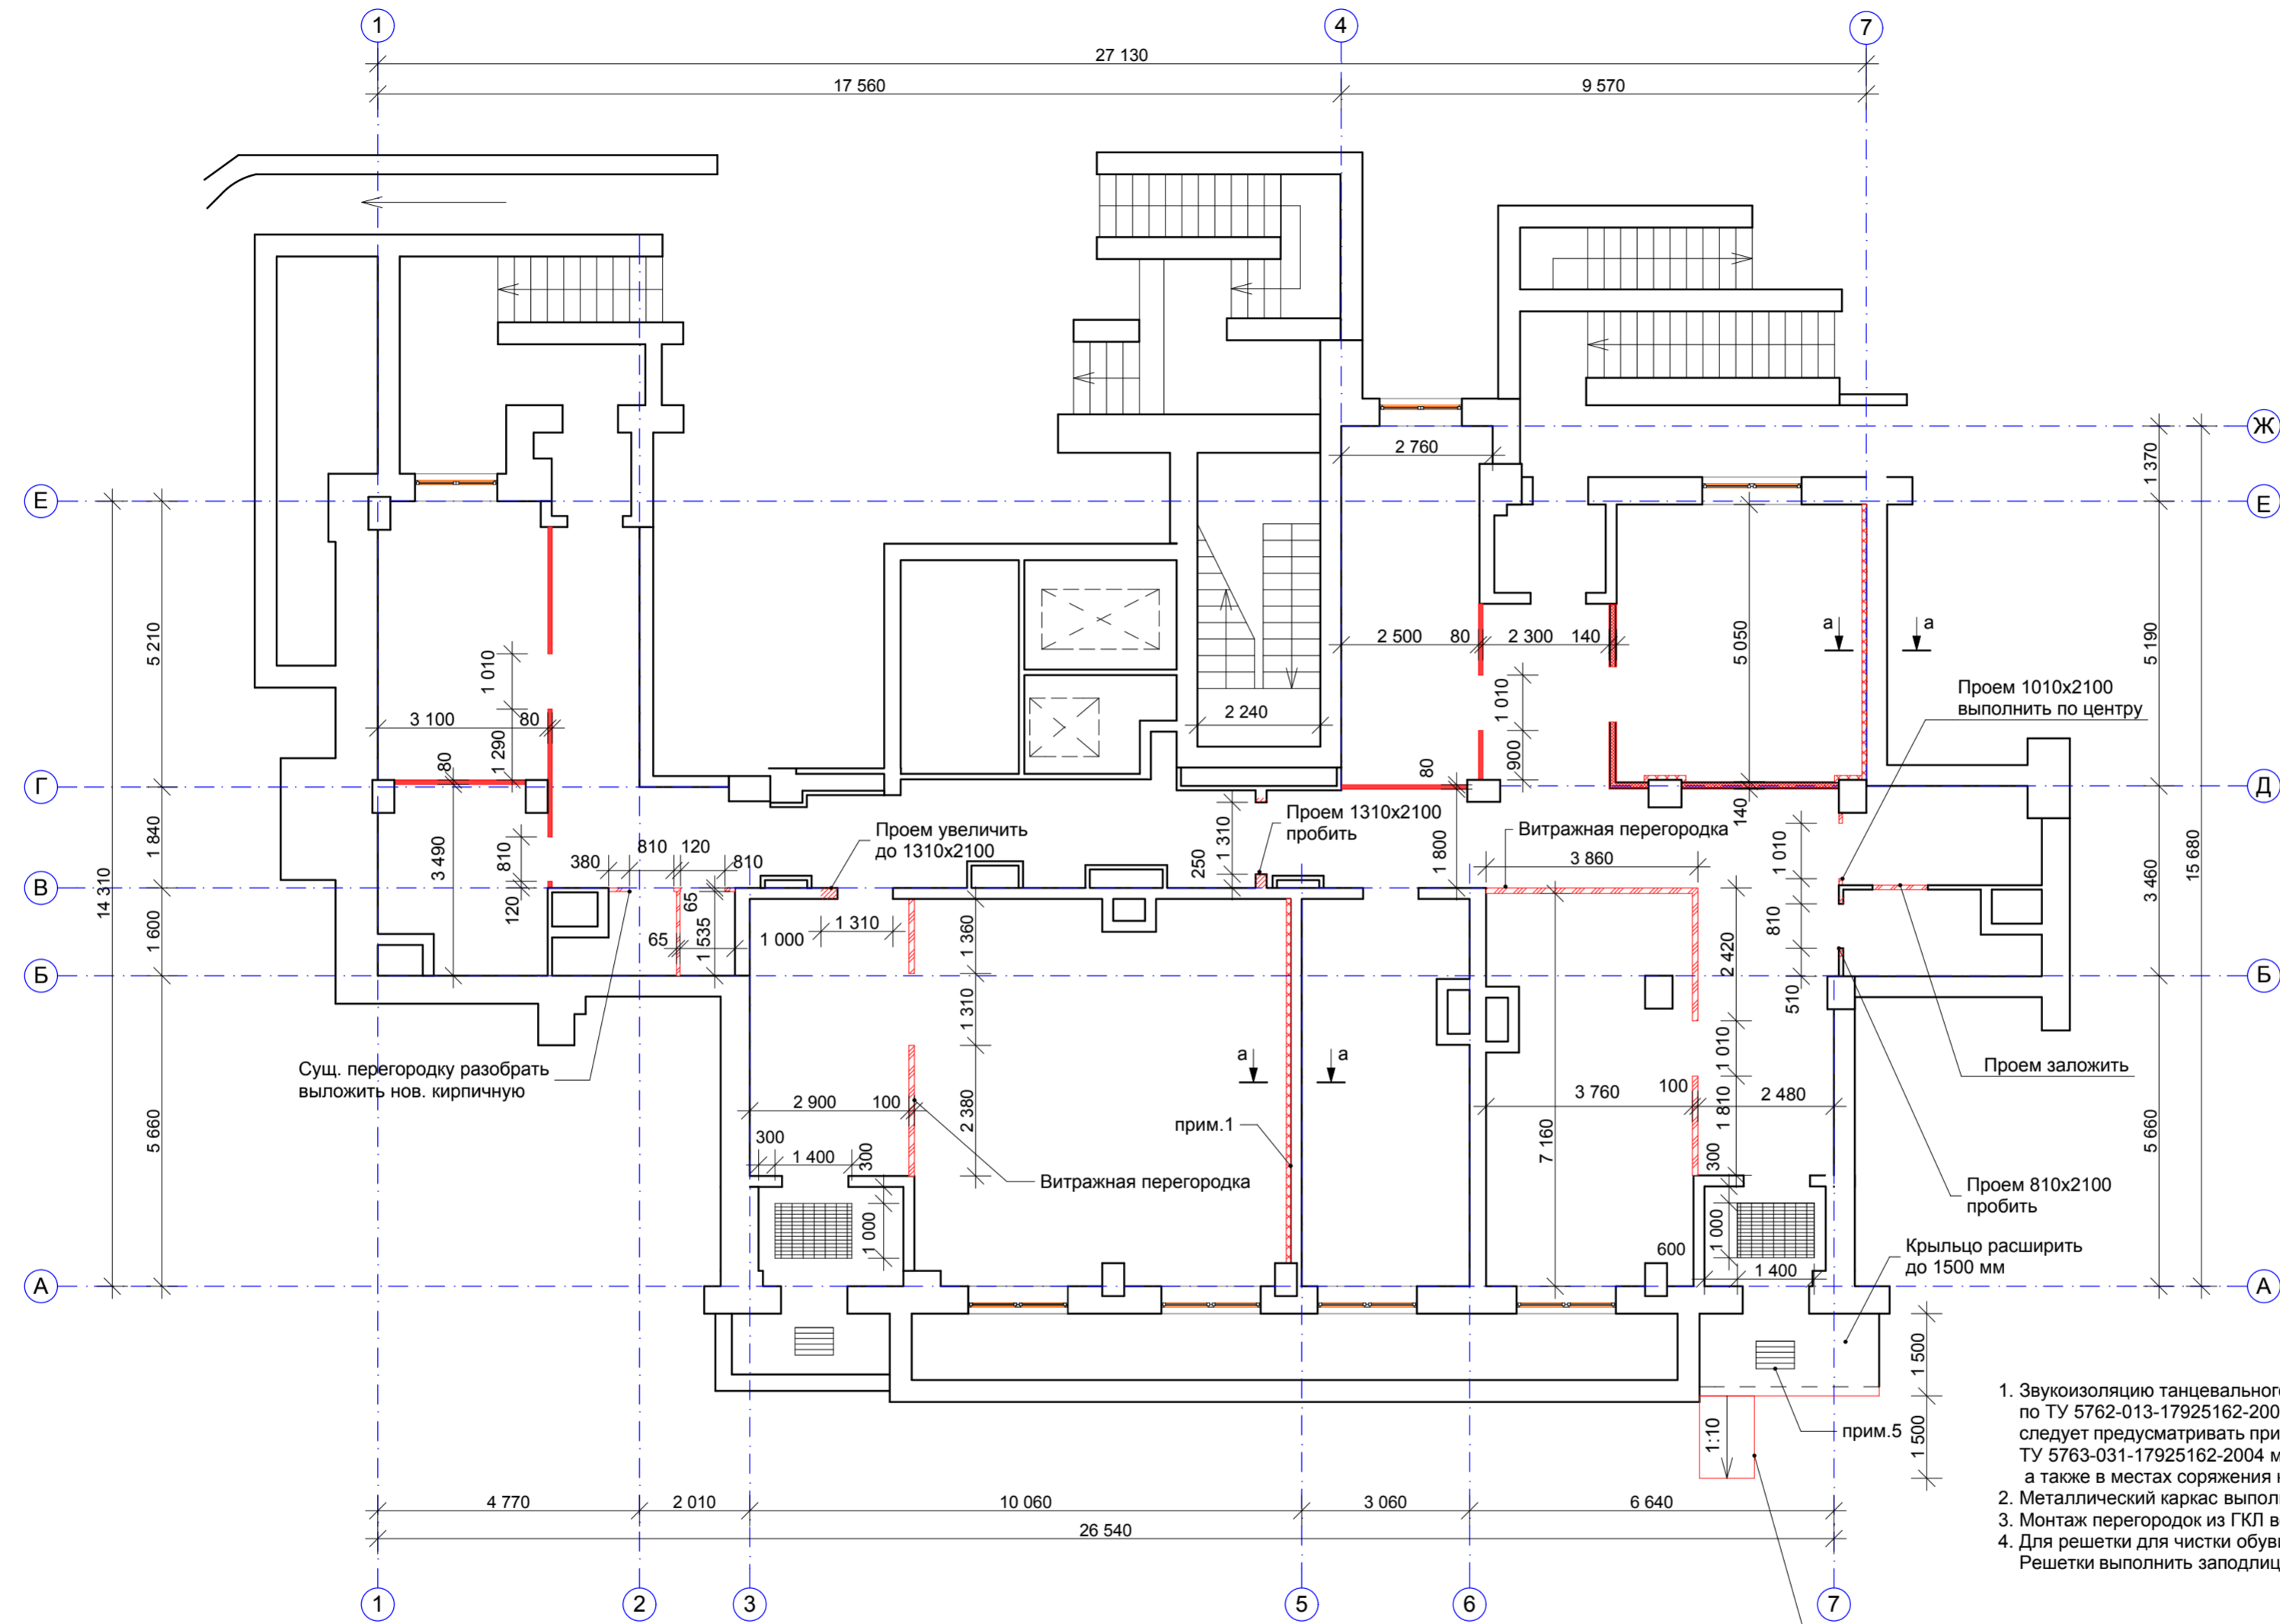 1
4
7
27 130
17 560
9 570
Ж
2 760
1 370
Е
Е
5 210
1 010
3 100
80
1 290
80
2 240
2 500
80
2 300
140
1 010
900
5 050
а
а
5 190
15 680
Проем 1010х2100
выполнить по центру
Г
80
Д
140
14 310
1 840
3 490
810
120
380
810
120
810
Проем увеличить
до 1310х2100
250
1 310
Проем 1310х2100
пробить
1 800
Витражная перегородка
3 860
1 010
3 460
В
1 600
65
65
1 535
1 000
1 310
1 360
2 420
810
510
Б
Б
1 310
Сущ. перегородку разобрать
выложить нов. кирпичную
а
а
1 010
Проем заложить
5 660
2 900
100
2 380
3 760
100
1 810
2 480
5 660
прим.1
7 160
300
1 400
300
300
Витражная перегородка
Проем 810х2100
пробить
1 000
600
1 000
1 400
Крыльцо расширить
до 1500 мм
А
А
1 500
1 500
1:10
прим.5
1. Звукоизоляцию танцевального
по ТУ 5762-013-17925162-200
следует предусматривать при
ТУ 5763-031-17925162-2004 м
а также в местах соряжения
2. Металлический каркас выпол
3. Монтаж перегородок из ГКЛ в
4. Для решетки для чистки обув
Решетки выполнить заподлиц
4 770
2 010
10 060
3 060
6 640
26 540
1
2
3
5
6
7